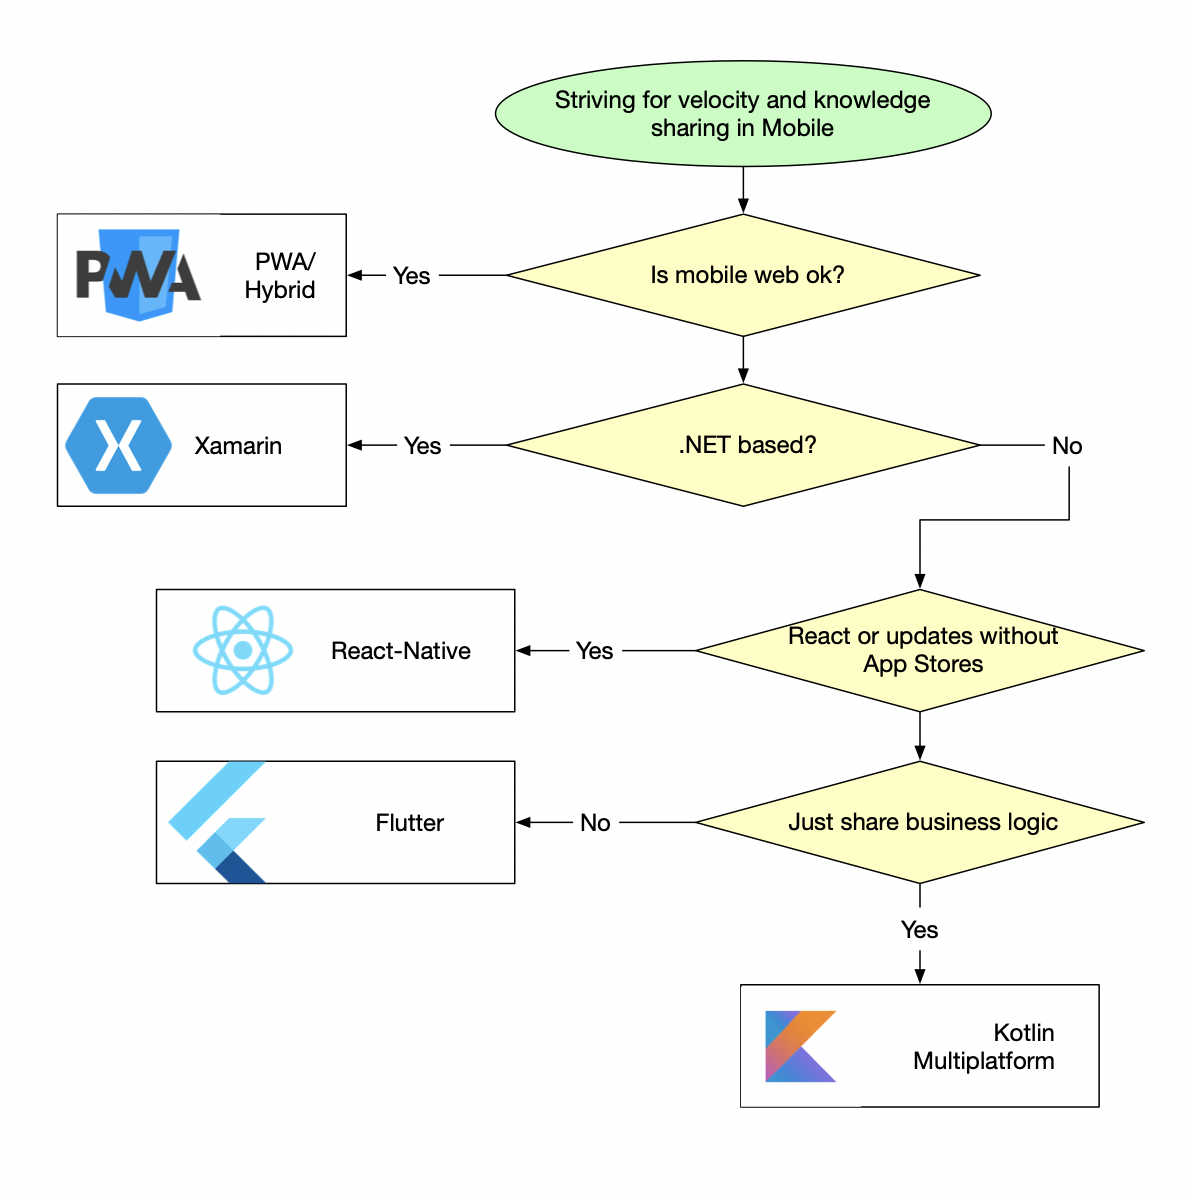 Striving for velocity and knowledge
sharing in Mobile
PWA
PWA/
Hybrid
Yes
Is mobile web ok?
X
Xamarin
Yes
.NET based?
No
React-Native
Yes
React or updates without
App Stores
Flutter
No
Just share business logic
Yes
Kotlin
Multiplatform